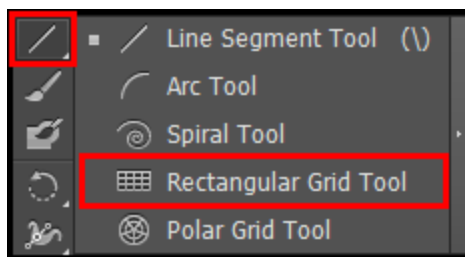 Line Segment Tool (\)
Arc Tool
Spiral Tool
Rectangular Grid Tool
Polar Grid Tool